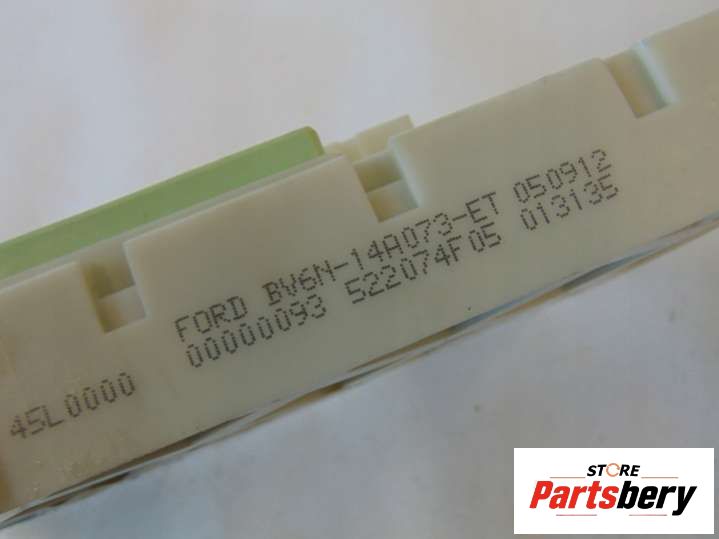 FORD BV6N-14A073-ET 050912
00000093 522074F05 013135
45L0000
STORE
Partsbery